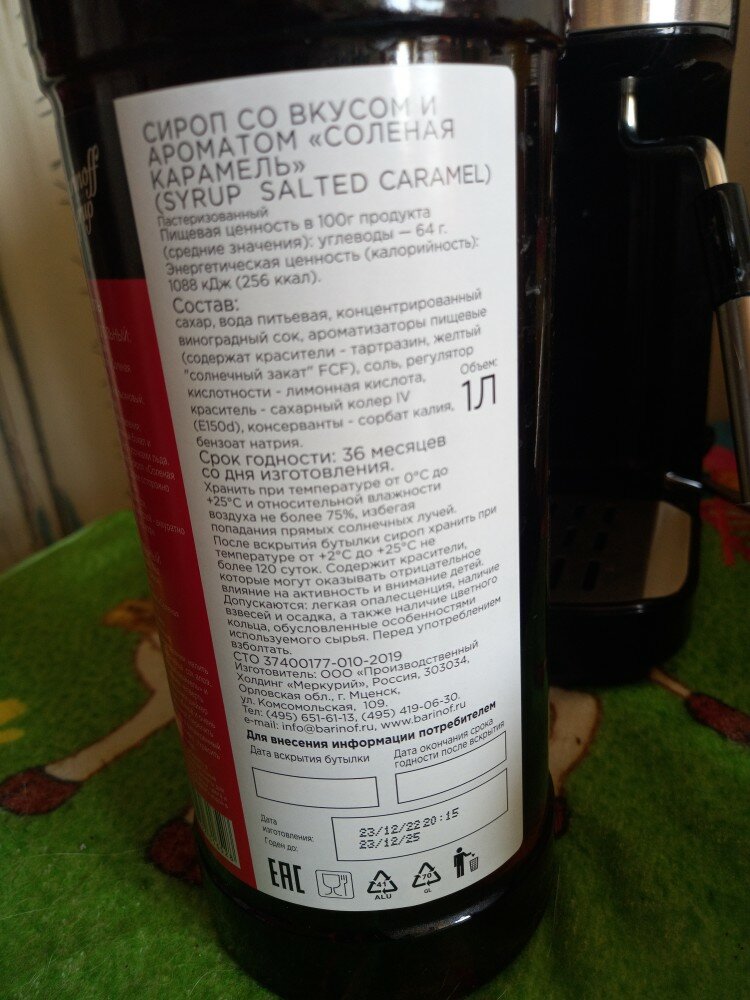 СИРОП СО ВКУСОМ И
АРОМАТОМ «СОЛЕНАЯ
КАРАМЕЛЬ»
(SYRUP SALTED CARAMEL)
Пастеризованный
Пищевая ценность в 100г продукта
(средние значения): углеводы — 64 г.
Энергетическая ценность (калорийность):
1088 кДж (256 ккал).
Состав:
сахар, вода питьевая, концентрированный
виноградный сок, ароматизаторы пищевые
(содержат красители - тартразин, желтый
"солнечный закат" FCF), соль, регулятор
кислотности - лимонная кислота,
краситель - сахарный колер IV
(Е150d), консерванты - сорбат калия,
бензоат натрия.
Объем:
1Л
Срок годности: 36 месяцев
со дня изготовления.
Хранить при температуре от 0°С до
+25°С и относительной влажности
воздуха не более 75%, избегая
попадания прямых солнечных лучей.
После вскрытия бутылки сироп хранить при
температуре от +2°С до +25°С не
более 120 суток. Содержит красители,
которые могут оказывать отрицательное
влияние на активность и внимание детей.
Допускаются: легкая опалесценция, наличие
взвесей и осадка, а также наличие цветного
кольца, обусловленные особенностями
используемого сырья. Перед употреблением
взболтать.
СТО 37400177-010-2019
Изготовитель: ООО «Производственный
Холдинг «Меркурий», Россия, 303034,
Орловская обл., г. Мценск,
ул. Комсомольская, 109.
Тел: (495) 651-61-13, (495) 419-06-30.
e-mail: info@barinof.ru, www.barinof.ru
Для внесения информации потребителем
Дата вскрытия бутылки
Дата окончания срока
годности после вскрытия
Дата
изготовления:
Годен до:
23/12/22 20:15
23/12/25
EAC
41
ALU
70
GL